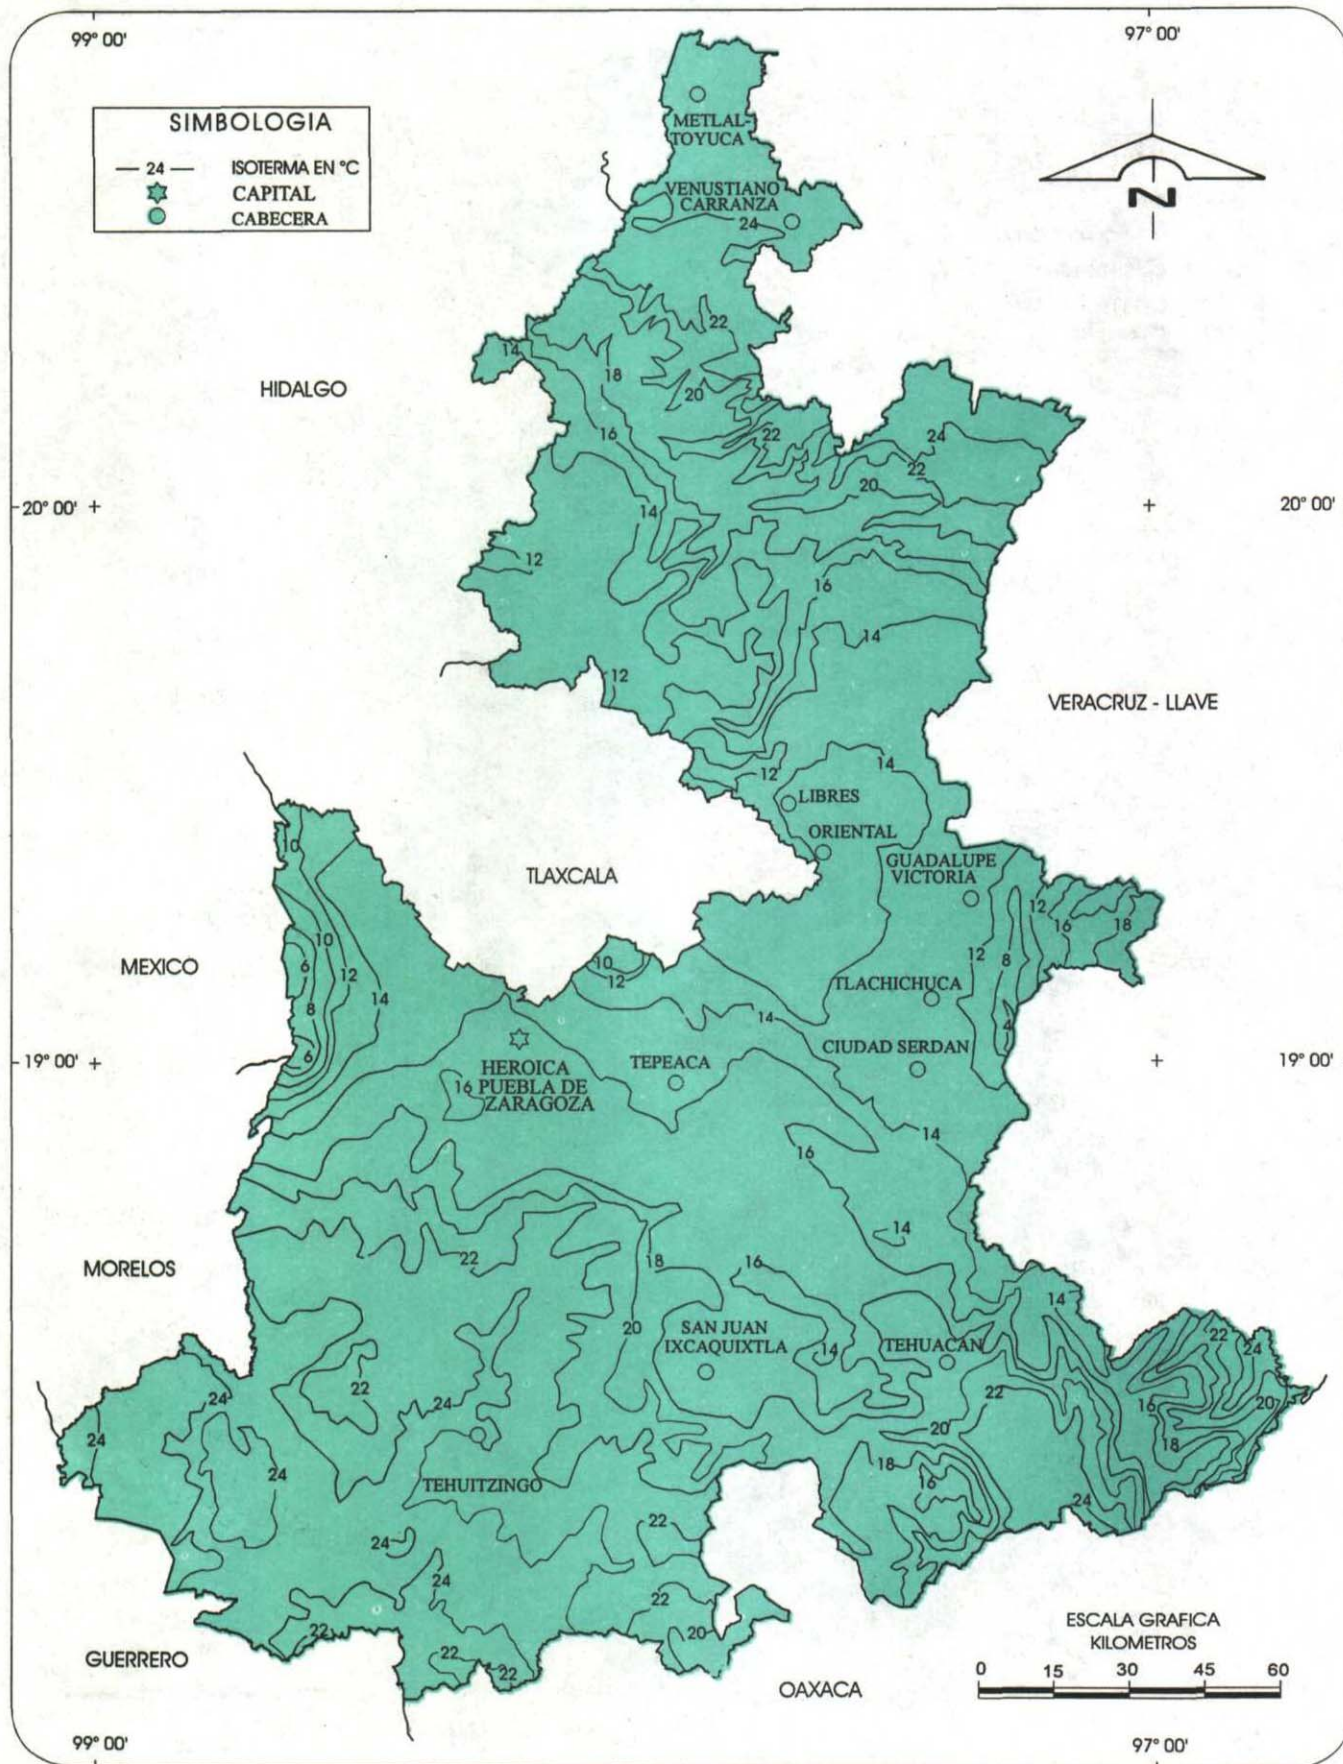 99° 00'
97° 00'
SIMBOLOGIA
— 24 — ISOTERMA EN °C
CAPITAL
CABECERA
METLAL-
TOYUCA
VENUSTIANO
CARRANZA
24
N
22
14
18
HIDALGO
20
16
22
24
22
20
20° 00'
14
20° 00'
12
16
14
12
VERACRUZ - LLAVE
14
12
LIBRES
ORIENTAL
10
GUADALUPE
VICTORIA
TLAXCALA
12
16
18
10
12
8
MEXICO
6
10
12
12
TLACHICHUCA
14
8
14
4
CIUDAD SERDAN
19° 00'
6
HEROICA
PUEBLA DE
ZARAGOZA
16
TEPEACA
19° 00'
14
16
14
22
18
16
MORELOS
14
20
SAN JUAN
IXCAQUIXTLA
14
TEHUACAN
22
24
22
24
24
22
16
20
24
20
18
24
TEHUITZINGO
18
16
24
22
24
24
22
22
20
ESCALA GRAFICA
KILOMETROS
GUERRERO
22
22
0 15 30 45 60
OAXACA
99° 00'
97° 00'